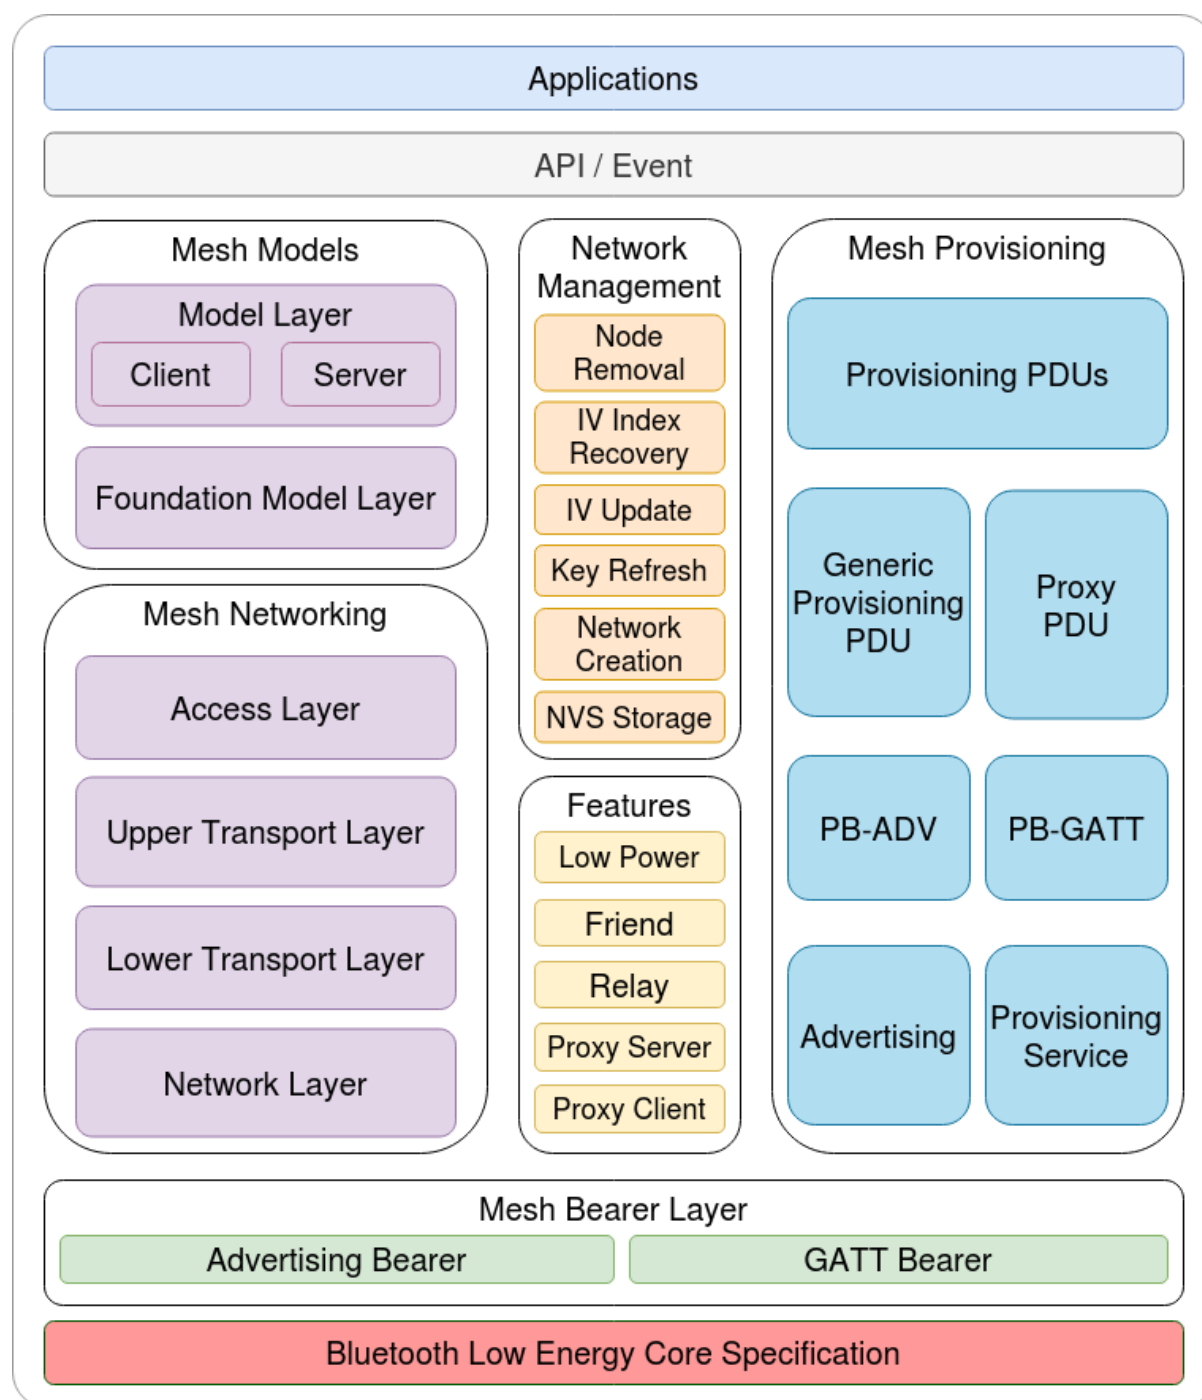 Applications
API / Event
Mesh Models
Model Layer
Client
Server
Foundation Model Layer
Mesh Networking
Access Layer
Upper Transport Layer
Lower Transport Layer
Network Layer
Network
Management
Node
Removal
IV Index
Recovery
IV Update
Key Refresh
Network
Creation
NVS Storage
Features
Low Power
Friend
Relay
Proxy Server
Proxy Client
Mesh Provisioning
Provisioning PDUs
Generic
Provisioning
PDU
Proxy
PDU
PB-ADV
PB-GATT
Advertising
Provisioning
Service
Mesh Bearer Layer
Advertising Bearer
GATT Bearer
Bluetooth Low Energy Core Specification